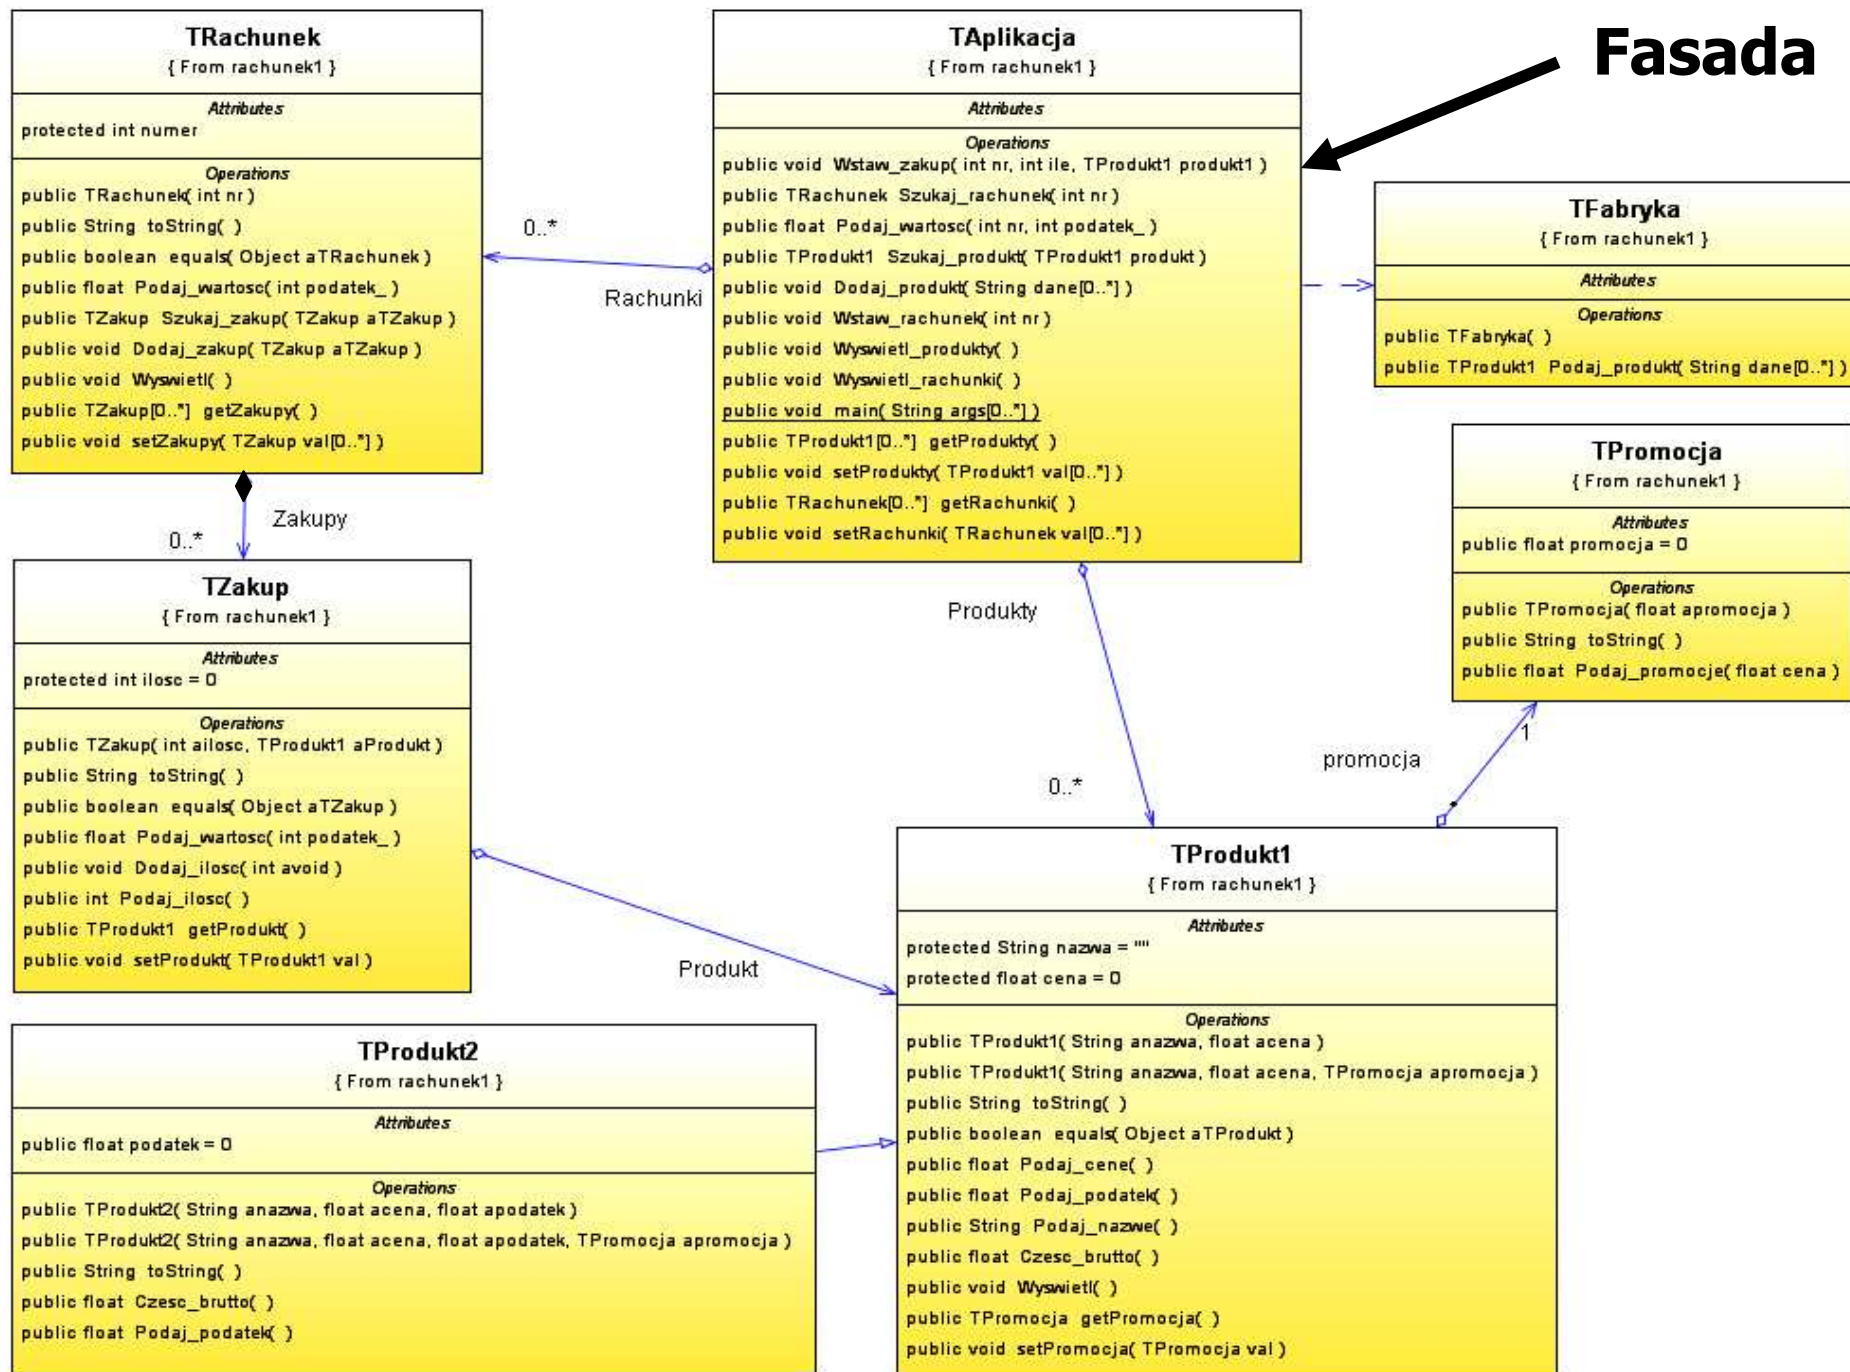 Fasada
TRachunek
{ From rachunek1 }
Attributes
protected int numer
Operations
public TRachunek( int nr )
public String toString( )
public boolean equals( Object aTRachunek )
public float Podaj_wartosc( int podatek_ )
public TZakup Szukaj_zakup( TZakup aTZakup )
public void Dodaj_zakup( TZakup aTZakup )
public void Wyswietl( )
public TZakup[0..*] getZakupy( )
public void setZakupy( TZakup val[0..*] )
TAplikacja
{ From rachunek1 }
Attributes
Operations
public void Wstaw_zakup( int nr, int ile, TProdukt1 produkt1 )
public TRachunek Szukaj_rachunek( int nr )
public float Podaj_wartosc( int nr, int podatek_ )
public TProdukt1 Szukaj_produkt( TProdukt1 produkt )
public void Dodaj_produkt( String dane[0..*] )
public void Wstaw_rachunek( int nr )
public void Wyswietl_produkty( )
public void Wyswietl_rachunki( )
public void main( String args[0..*] )
public TProdukt1[0..*] getProdukty( )
public void setProdukty( TProdukt1 val[0..*] )
public TRachunek[0..*] getRachunki( )
public void setRachunki( TRachunek val[0..*] )
0..*
Rachunki
TFabryka
{ From rachunek1 }
Attributes
Operations
public TFabryka( )
public TProdukt1 Podaj_produkt( String dane[0..*] )
TPromocja
{ From rachunek1 }
Attributes
public float promocja = 0
Operations
public TPromocja( float apromocja )
public String toString( )
public float Podaj_promocje( float cena )
Zakupy
0..*
TZakup
{ From rachunek1 }
Attributes
protected int ilosc = 0
Operations
public TZakup( int ailosc, TProdukt1 aProdukt )
public String toString( )
public boolean equals( Object aTZakup )
public float Podaj_wartosc( int podatek_ )
public void Dodaj_ilosc( int avoid )
public int Podaj_ilosc( )
public TProdukt1 getProdukt( )
public void setProdukt( TProdukt1 val )
Produkty
0..*
promocja
1
Produkt
TProdukt1
{ From rachunek1 }
Attributes
protected String nazwa = ""
protected float cena = 0
Operations
public TProdukt1( String anazwa, float acena )
public TProdukt1( String anazwa, float acena, TPromocja apromocja )
public String toString( )
public boolean equals( Object aTProdukt )
public float Podaj_cene( )
public float Podaj_podatek( )
public String Podaj_nazwe( )
public float Czesc_brutto( )
public void Wyswietl( )
public TPromocja getPromocja( )
public void setPromocja( TPromocja val )
TProdukt2
{ From rachunek1 }
Attributes
public float podatek = 0
Operations
public TProdukt2( String anazwa, float acena, float apodatek )
public TProdukt2( String anazwa, float acena, float apodatek, TPromocja apromocja )
public String toString( )
public float Czesc_brutto( )
public float Podaj_podatek( )